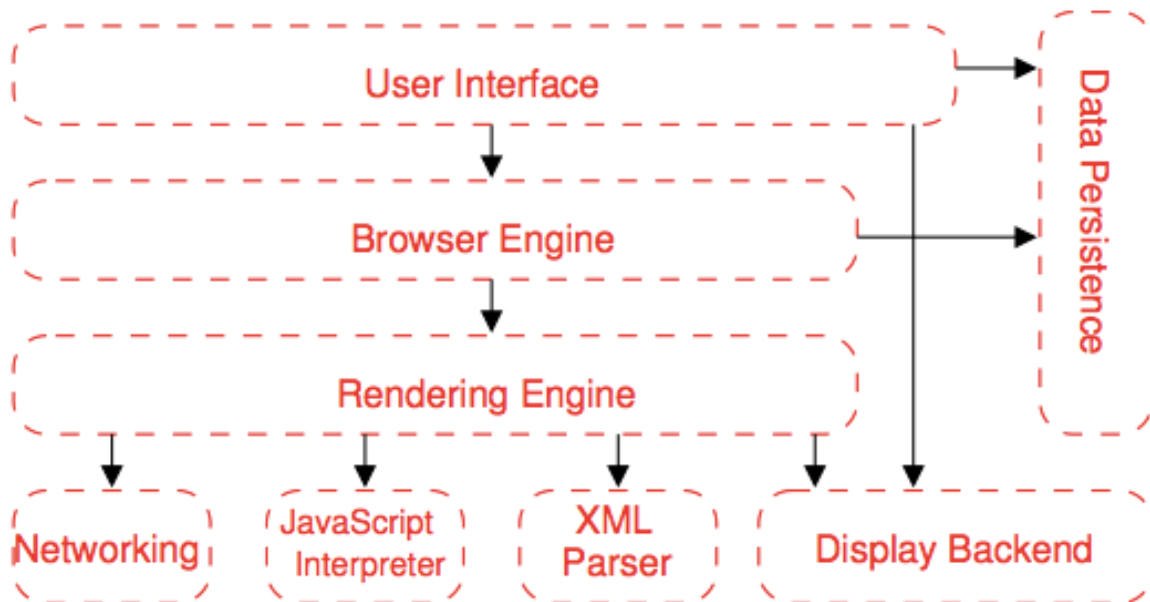 User Interface
Data Persistence
Browser Engine
Rendering Engine
Networking
JavaScript
Interpreter
XML
Parser
Display Backend